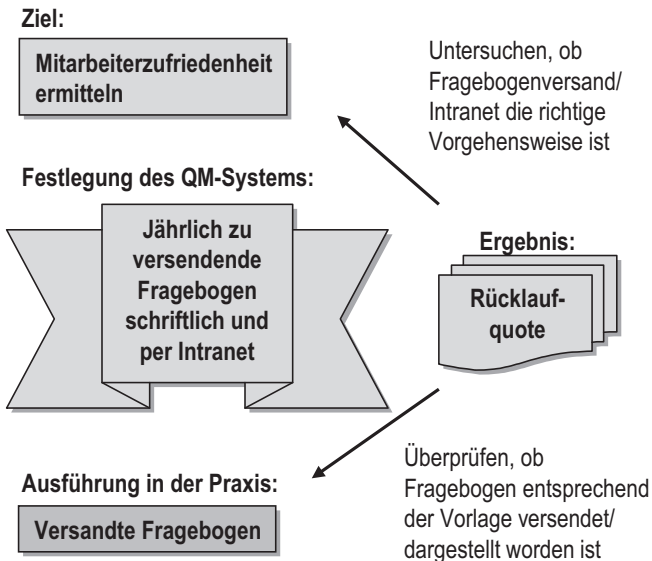 Ziel:
Mitarbeiterzufriedenheit
ermitteln
Untersuchen, ob
Fragebogenversand/
Intranet die richtige
Vorgehensweise ist
Festlegung des QM-Systems:
Jährlich zu
versendende
Fragebogen
schriftlich und
per Intranet
Ergebnis:
Rücklauf-
quote
Ausführung in der Praxis:
Versandte Fragebogen
Überprüfen, ob
Fragebogen entsprechend
der Vorlage versendet/
dargestellt worden ist